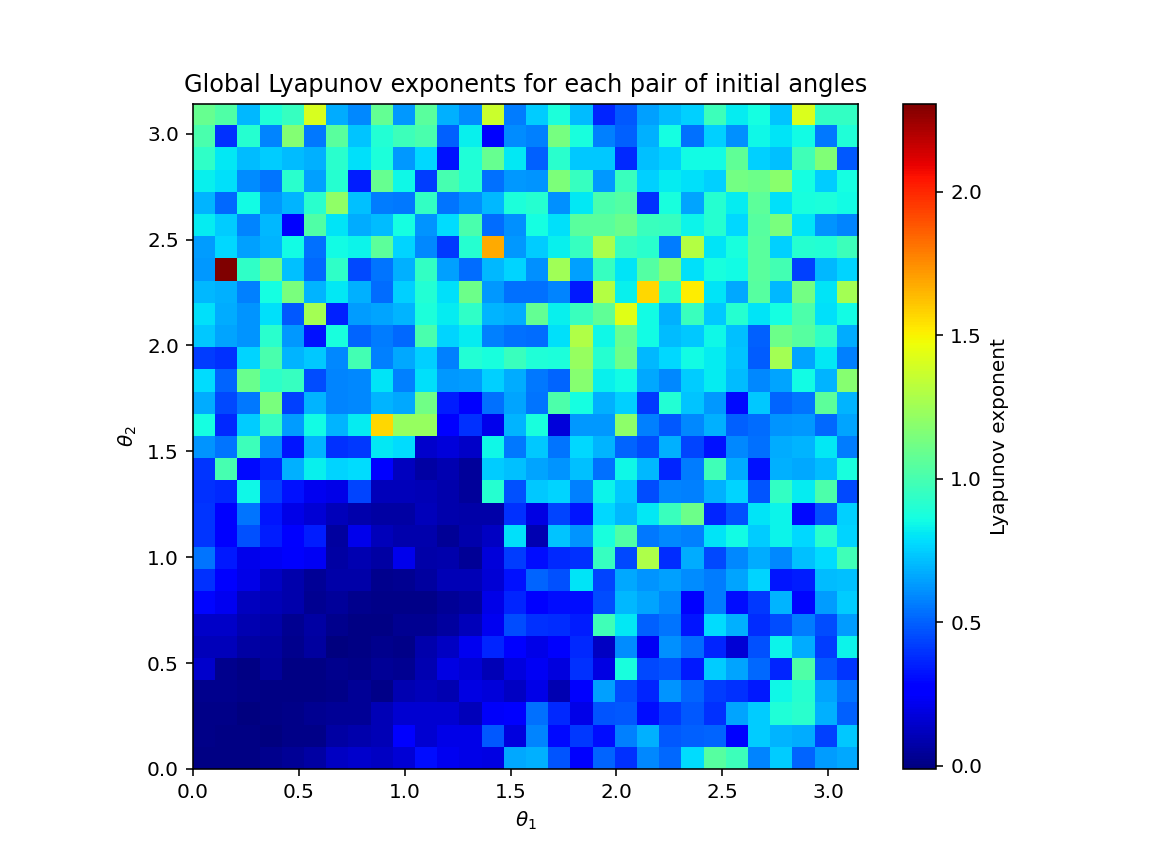 Global Lyapunov exponents for each pair of initial angles
3.0
2.5
2.0
1.5
1.0
0.5
0.0
θ₂
0.0 0.5 1.0 1.5 2.0 2.5 3.0
θ₁
2.0
1.5
1.0
0.5
0.0
Lyapunov exponent